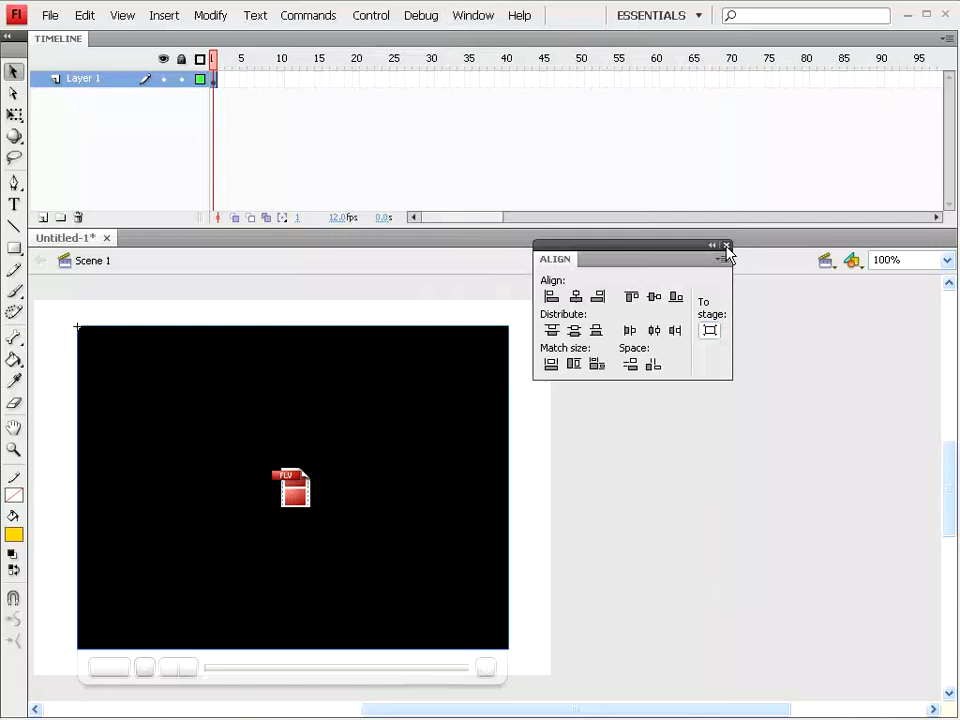 Fl File Edit View Insert Modify Text Commands Control Debug Window Help ESSENTIALS
TIMELINE
1 5 10 15 20 25 30 35 40 45 50 55 60 65 70 75 80 85 90 95
Layer 1
1 12.0fps 0.0s
Untitled-1*
Scene 1 100%
ALIGN
Align:
To
stage:
Distribute:
Match size: Space:
FLV